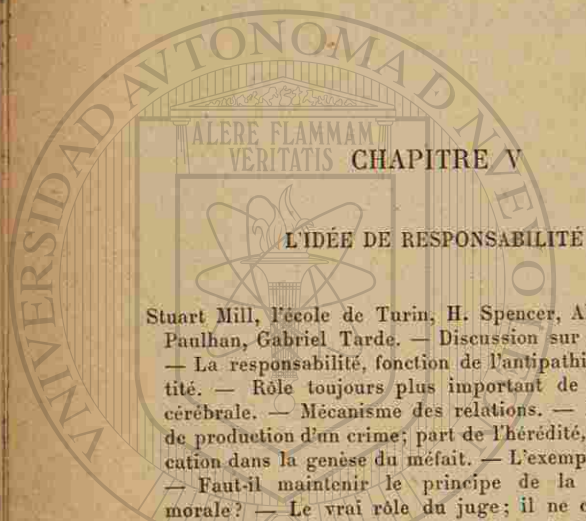 UNIVERSIDAD AVTONOMA D NVEVO
ALERE FLAMMAM
VERITATIS
CHAPITRE V
L'IDÉE DE RESPONSABILITÉ
Stuart Mill, l'école de Turin, H. Spencer, A
Paulhan, Gabriel Tarde. — Discussion sur
— La responsabilité, fonction de l'antipathi
tité. — Rôle toujours plus important de
cérébrale. — Mécanisme des relations. —
de production d'un crime; part de l'hérédité,
cation dans la genèse du méfait. — L'exemp
— Faut-il maintenir le principe de la
morale? — Le vrai rôle du juge; il ne